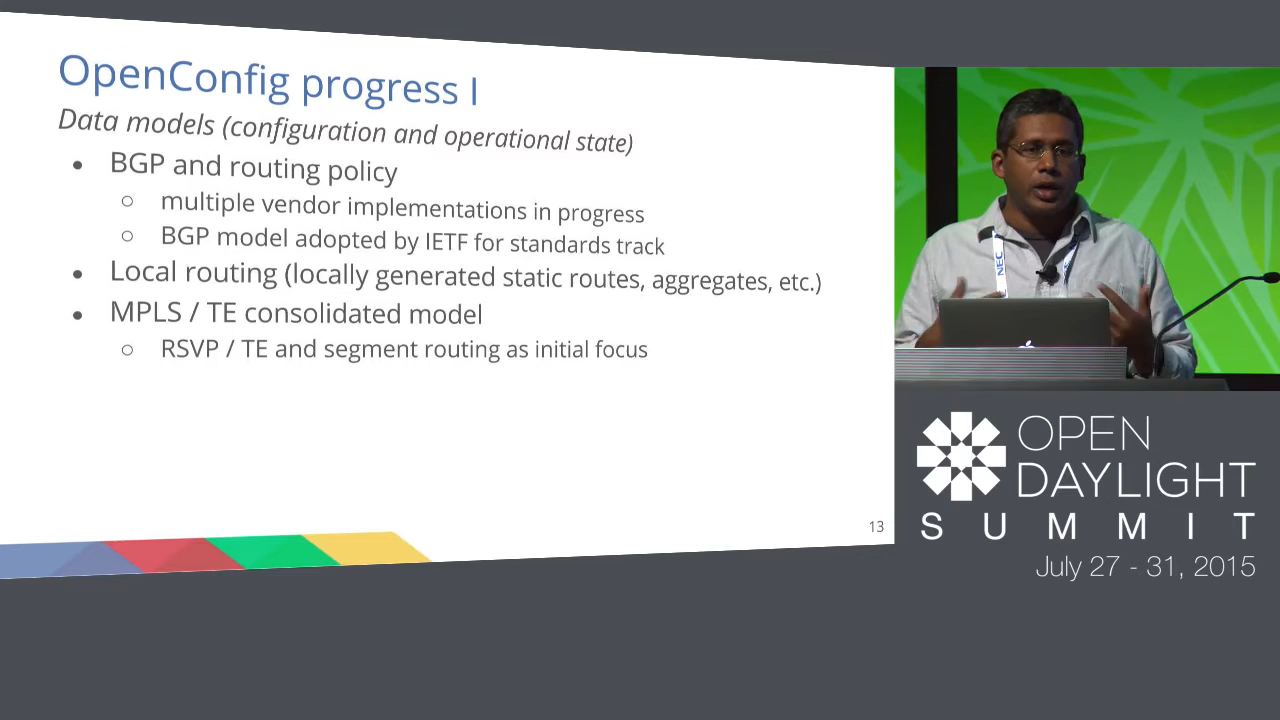 OpenConfig progress I
Data models (configuration and operational state)
• BGP and routing policy
○ multiple vendor implementations in progress
○ BGP model adopted by IETF for standards track
• Local routing (locally generated static routes, aggregates, etc.)
• MPLS / TE consolidated model
○ RSVP / TE and segment routing as initial focus
13
NEC
OPEN
DAYLIGHT
SUMMIT
July 27 - 31, 2015